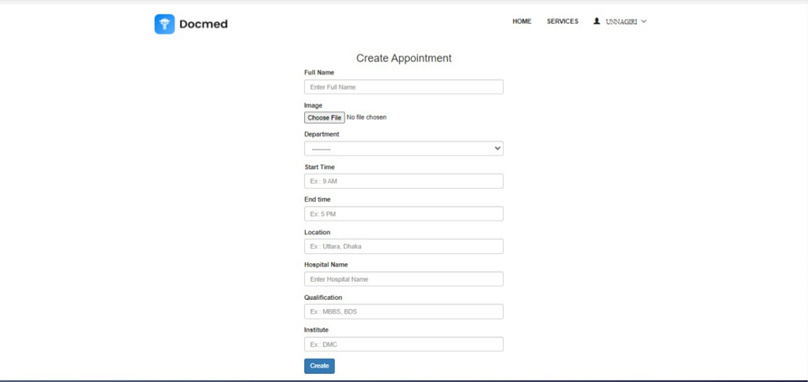 Docmed
HOME SERVICES UNNAGIRI
Create Appointment
Full Name
Enter Full Name
Image
Choose File No file chosen
Department
---------
Start Time
Ex : 9 AM
End time
Ex: 5 PM
Location
Ex : Uttara, Dhaka
Hospital Name
Enter Hospital Name
Qualification
Ex : MBBS, BDS
Institute
Ex : DMC
Create